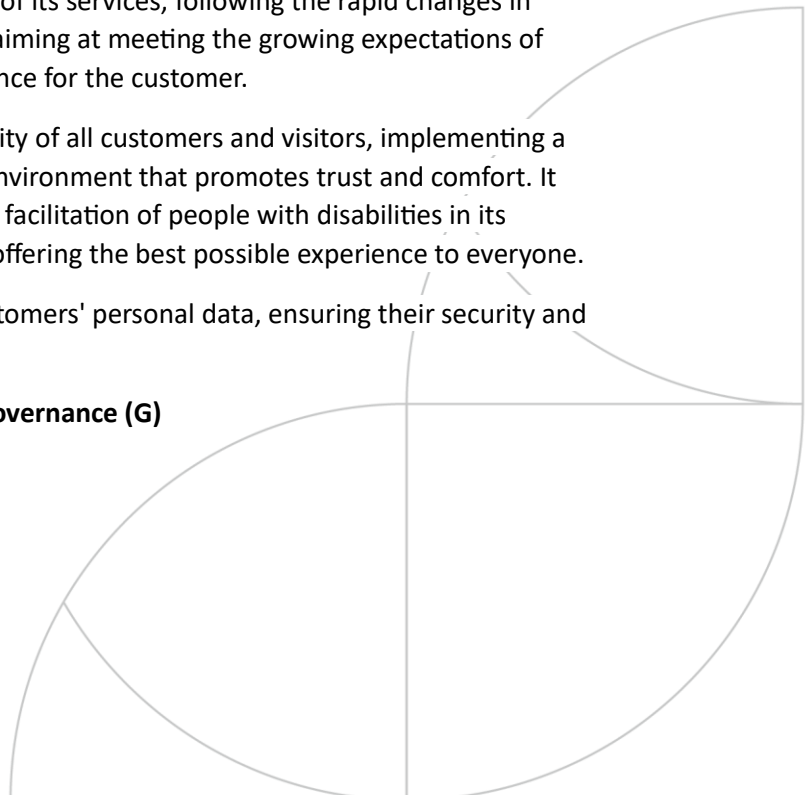 of its services, following the rapid changes in
aiming at meeting the growing expectations of
nce for the customer.
ity of all customers and visitors, implementing a
nvironment that promotes trust and comfort. It
facilitation of people with disabilities in its
offering the best possible experience to everyone.
tomers' personal data, ensuring their security and
overnance (G)